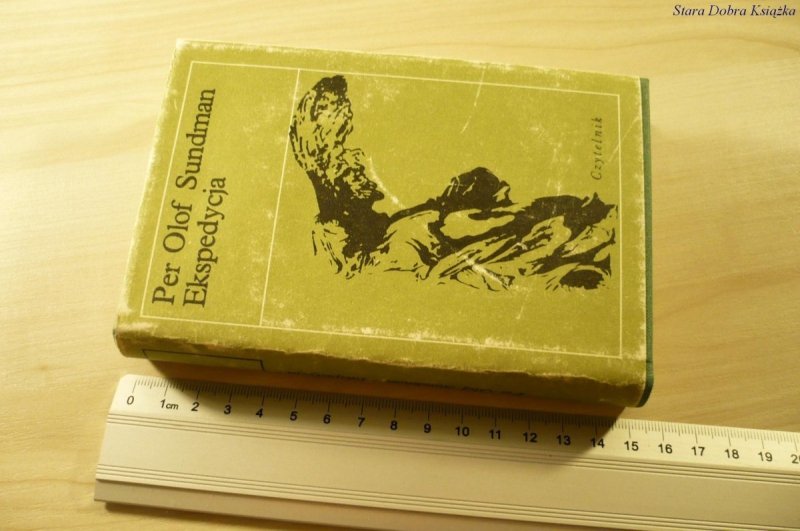 Stara Dobra Książka
Per Olof Sundman
Ekspedycja
Czytelnik
0 1cm 2 3 4 5 6 7 8 9 10 11 12 13 14 15 16 17 18 19 20